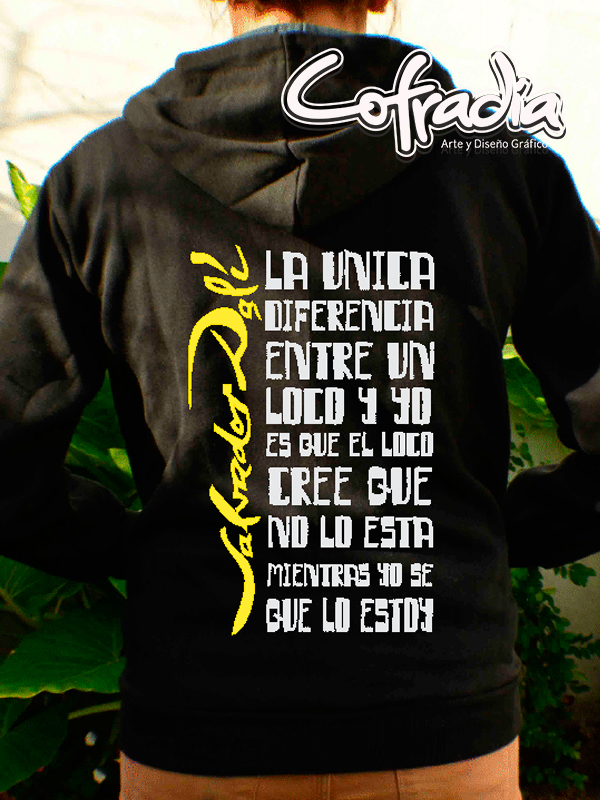 Cofradia
Arte y Diseño Gráfico
Salvador Dalí
LA UNICA
DIFERENCIA
ENTRE UN
LOCO Y YO
ES QUE EL LOCO
CREE QUE
NO LO ESTA
MIENTRAS YO SE
QUE LO ESTOY